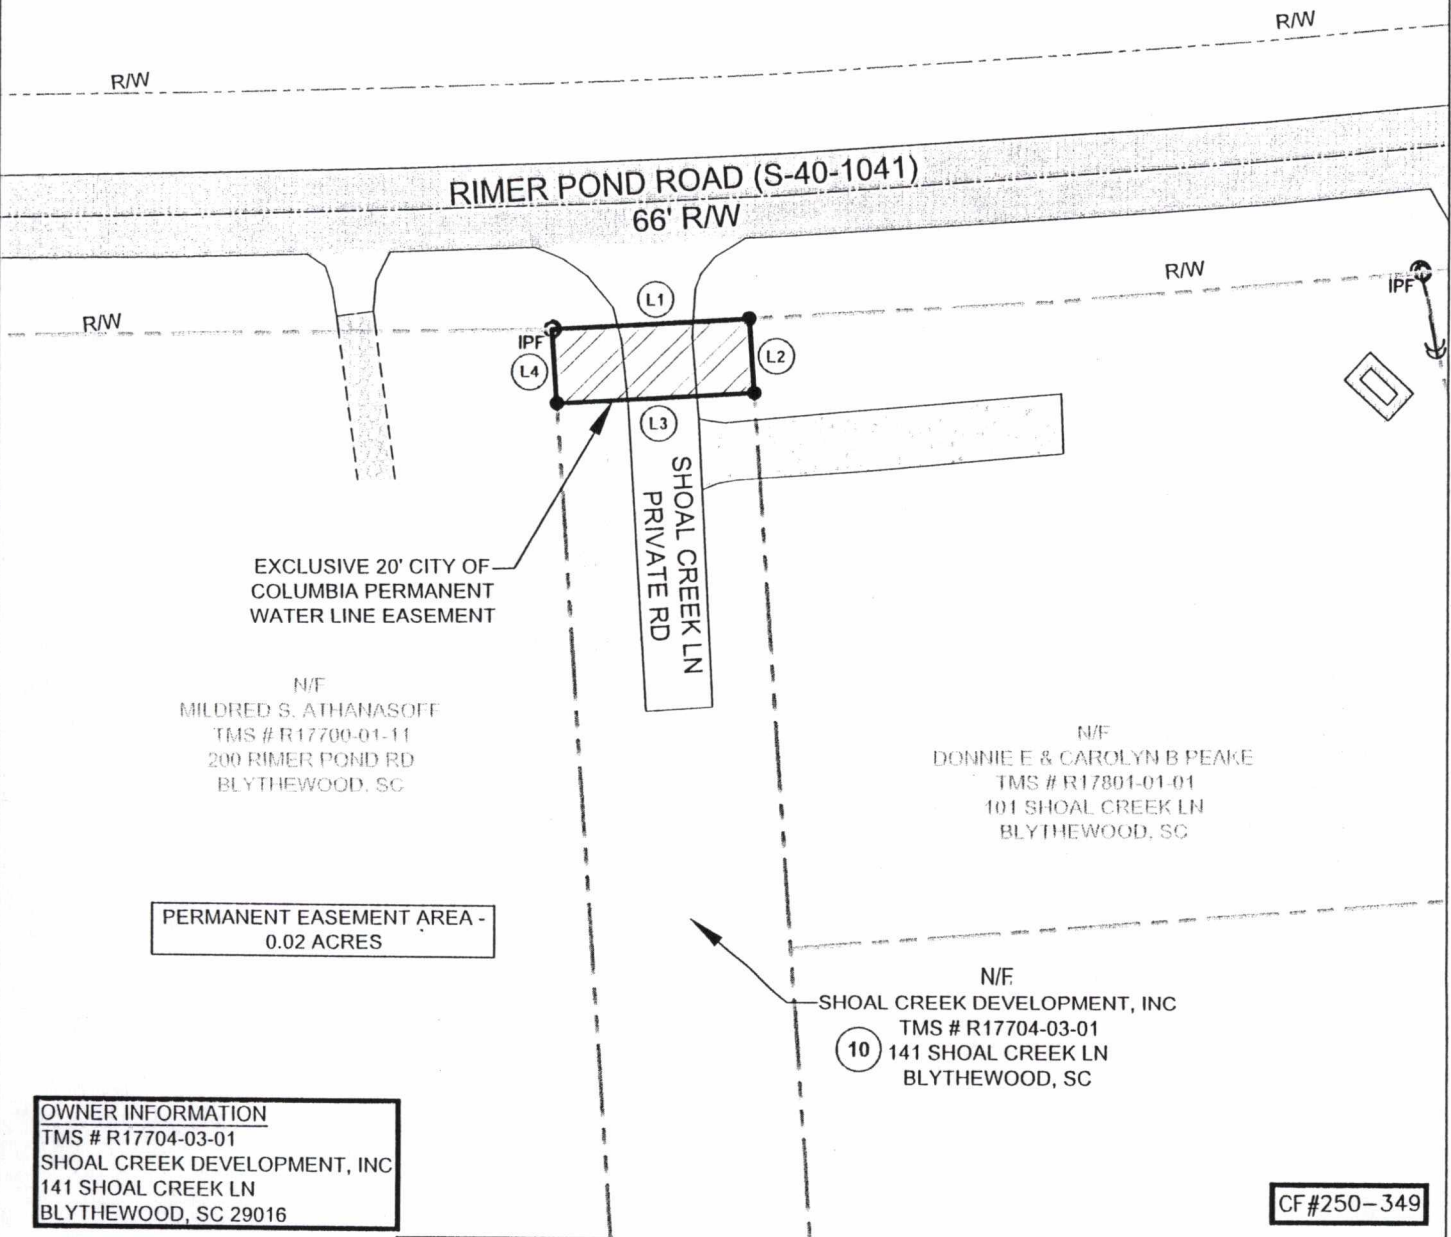 R/W
R/W
RIMER POND ROAD (S-40-1041)
66' R/W
R/W
IPF
R/W
L1
IPF
L2
L4
L3
SHOAL CREEK LN
PRIVATE RD
EXCLUSIVE 20' CITY OF
COLUMBIA PERMANENT
WATER LINE EASEMENT
N/F
MILDRED S. ATHANASOFF
TMS # R17700-01-11
200 RIMER POND RD
BLYTHEWOOD, SC
N/F
DONNIE E & CAROLYN B PEAKE
TMS # R17801-01-01
101 SHOAL CREEK LN
BLYTHEWOOD, SC
PERMANENT EASEMENT AREA -
0.02 ACRES
N/F
SHOAL CREEK DEVELOPMENT, INC
TMS # R17704-03-01
10 141 SHOAL CREEK LN
BLYTHEWOOD, SC
OWNER INFORMATION
TMS # R17704-03-01
SHOAL CREEK DEVELOPMENT, INC
141 SHOAL CREEK LN
BLYTHEWOOD, SC 29016
CF#250-349